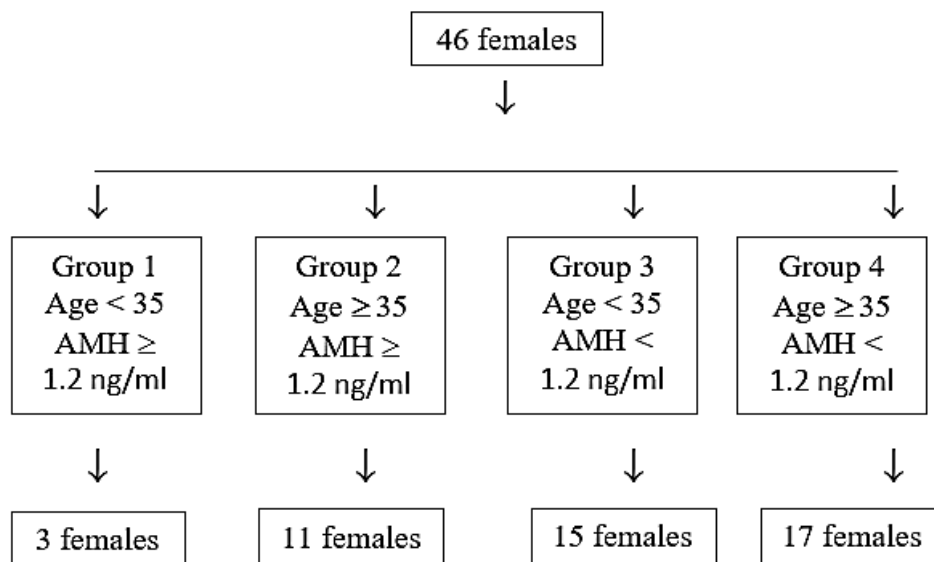 46 females
Group 1
Age < 35
AMH ≥
1.2 ng/ml
Group 2
Age ≥ 35
AMH ≥
1.2 ng/ml
Group 3
Age < 35
AMH <
1.2 ng/ml
Group 4
Age ≥ 35
AMH <
1.2 ng/ml
3 females
11 females
15 females
17 females